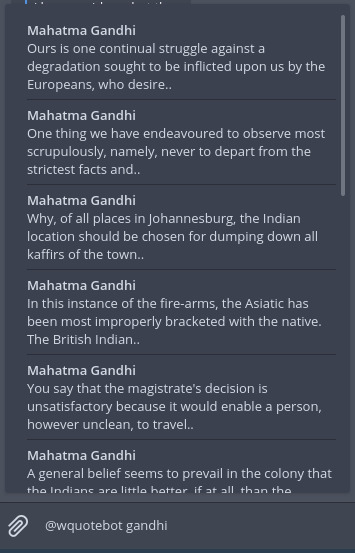 Mahatma Gandhi
Ours is one continual struggle against a
degradation sought to be inflicted upon us by the
Europeans, who desire..
Mahatma Gandhi
One thing we have endeavoured to observe most
scrupulously, namely, never to depart from the
strictest facts and..
Mahatma Gandhi
Why, of all places in Johannesburg, the Indian
location should be chosen for dumping down all
kaffirs of the town..
Mahatma Gandhi
In this instance of the fire-arms, the Asiatic has
been most improperly bracketed with the native.
The British Indian..
Mahatma Gandhi
You say that the magistrate's decision is
unsatisfactory because it would enable a person,
however unclean, to travel..
Mahatma Gandhi
A general belief seems to prevail in the colony that
the Indians are little better, if at all, than the
@wquotebot gandhi